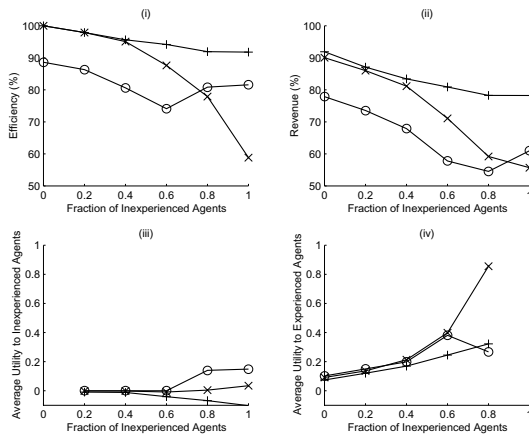 (i)
100
90
80
70
60
50
Efficiency (%)
0 0.2 0.4 0.6 0.8 1
Fraction of Inexperienced Agents
(ii)
100
90
80
70
60
50
Revenue (%)
0 0.2 0.4 0.6 0.8 1
Fraction of Inexperienced Agents
(iii)
1
0.8
0.6
0.4
0.2
0
Average Utility to Inexperienced Agents
0 0.2 0.4 0.6 0.8 1
Fraction of Inexperienced Agents
(iv)
1
0.8
0.6
0.4
0.2
0
Average Utility to Experienced Agents
0 0.2 0.4 0.6 0.8 1
Fraction of Inexperienced Agents